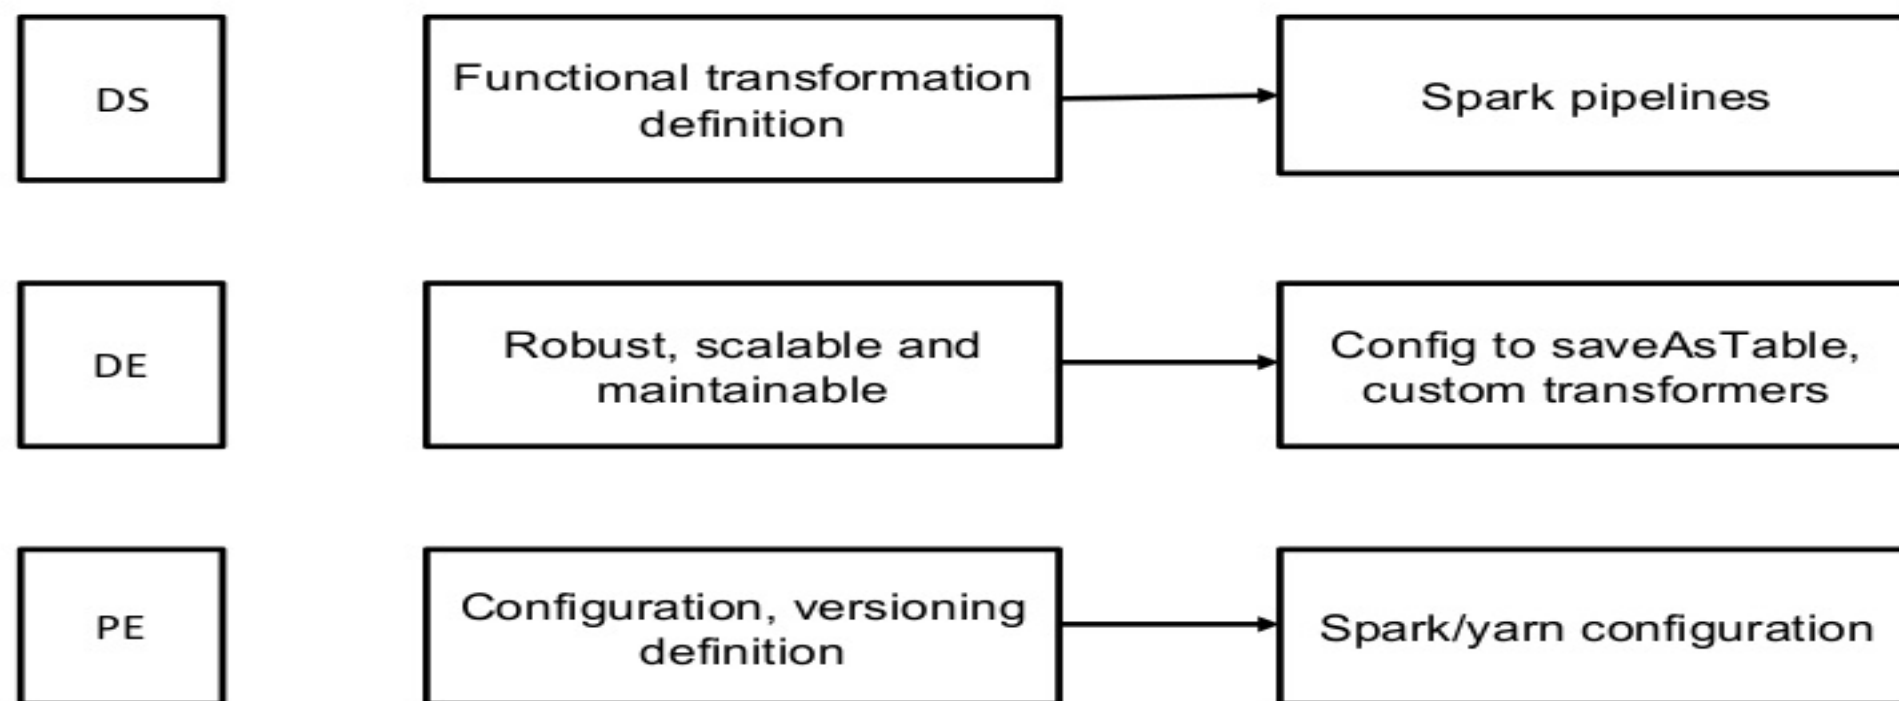 DS
Functional transformation
definition
Spark pipelines
DE
Robust, scalable and
maintainable
Config to saveAsTable,
custom transformers
PE
Configuration, versioning
definition
Spark/yarn configuration